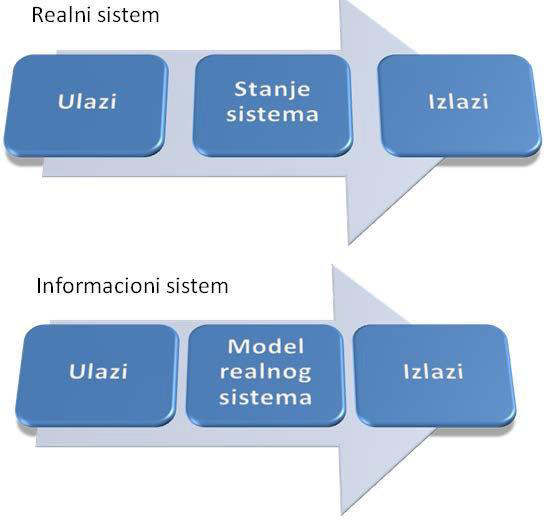 Realni sistem
Ulazi
Stanje
sistema
Izlazi
Informacioni sistem
Ulazi
Model
realnog
sistema
Izlazi